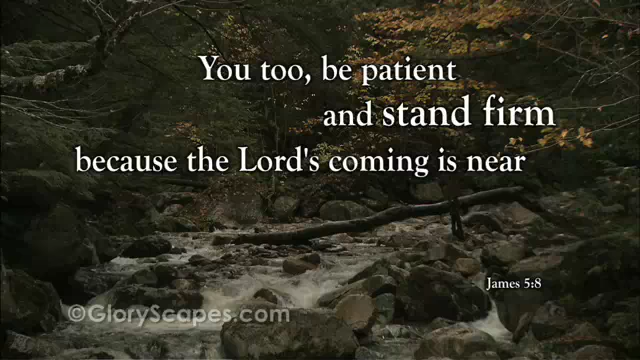 You too, be patient
and stand firm
because the Lord's coming is near
James 5:8
©GloryScapes.com